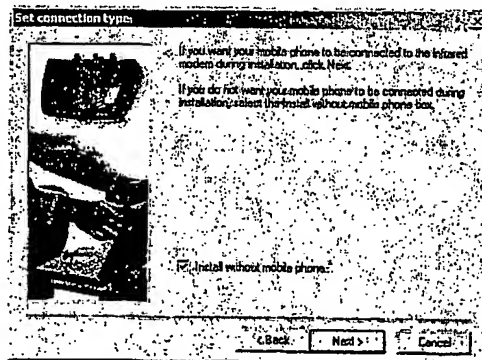 Set connection type
If you want your mobile phone to be connected to the infrared
modem during installation, click Next.
If you do not want your mobile phone to be connected during
installation, select the Install without mobile phone box.
Install without mobile phone
< Back
Next >
Cancel